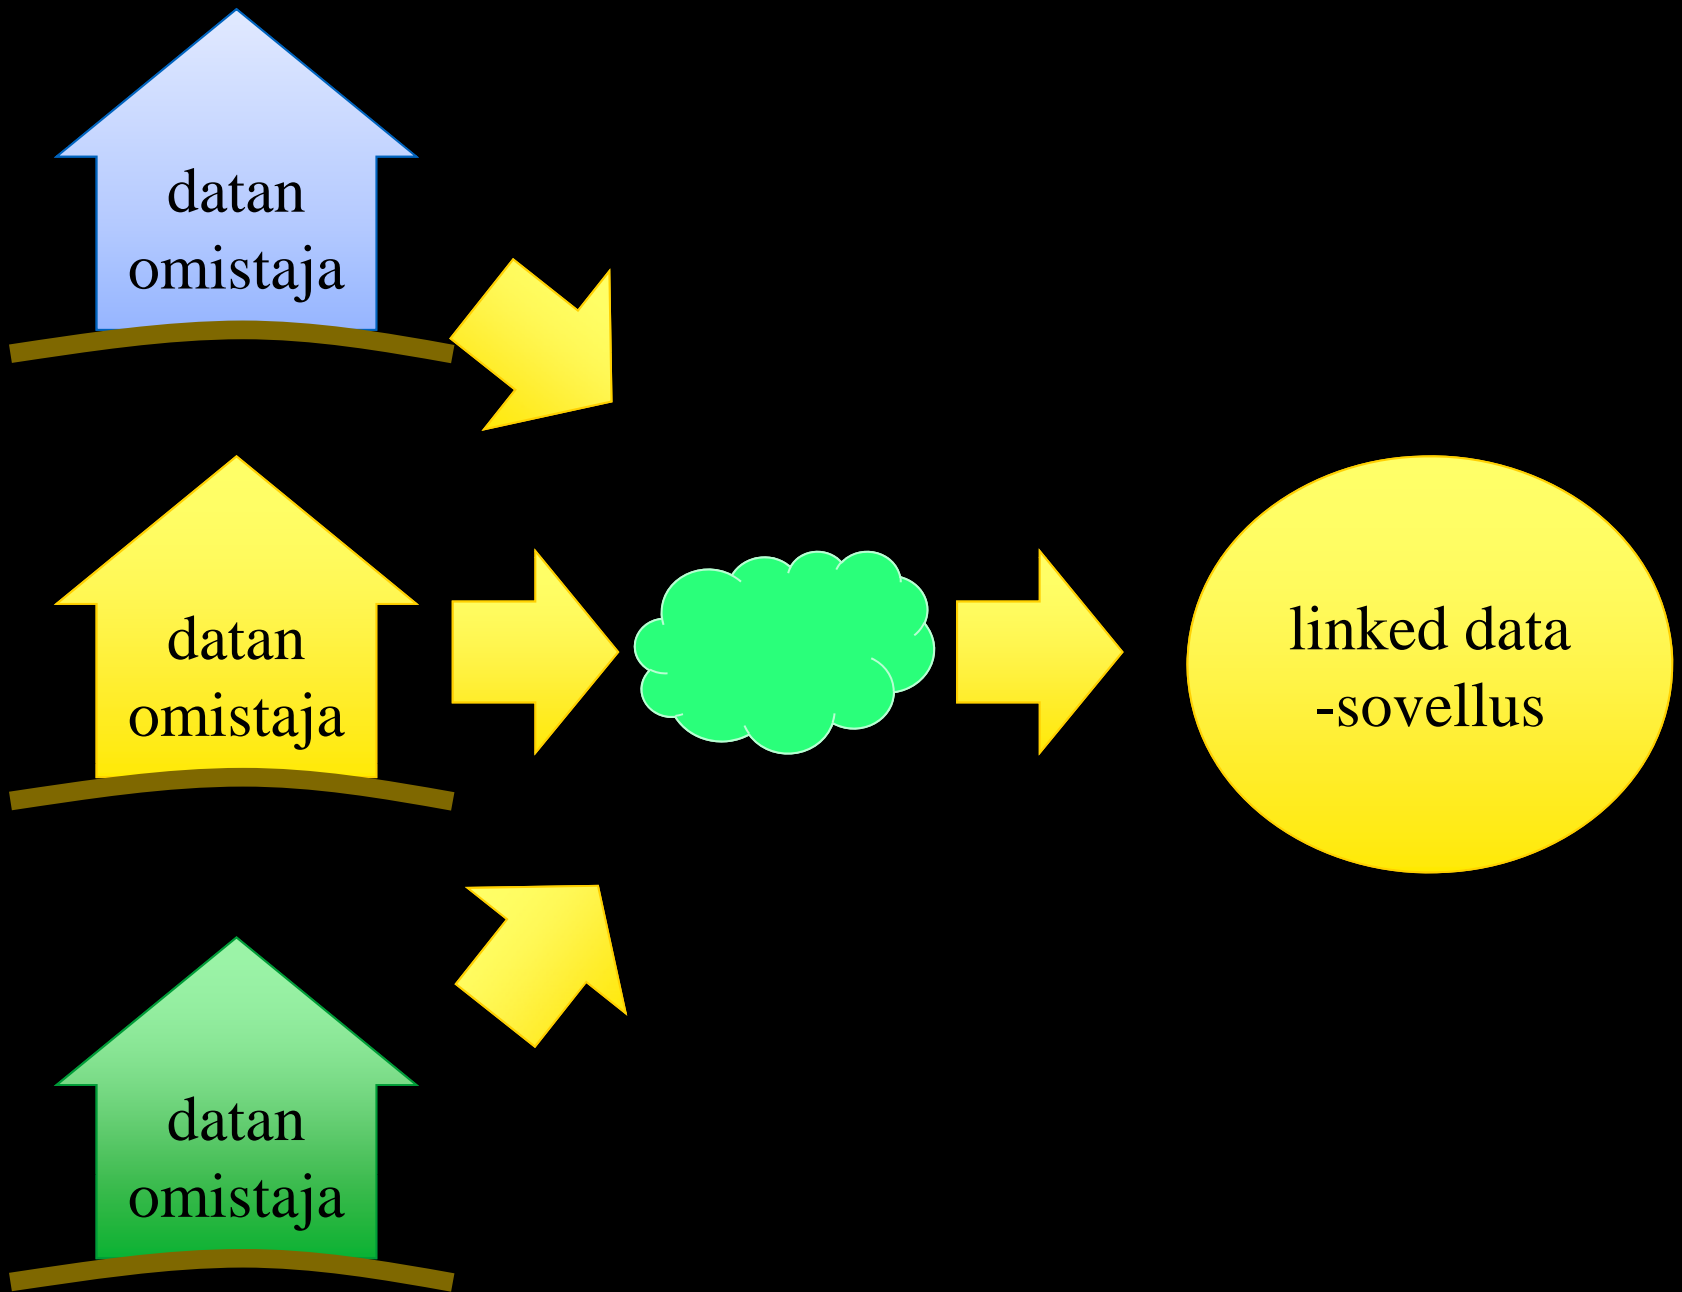 datan
omistaja
datan
omistaja
linked data
-sovellus
datan
omistaja